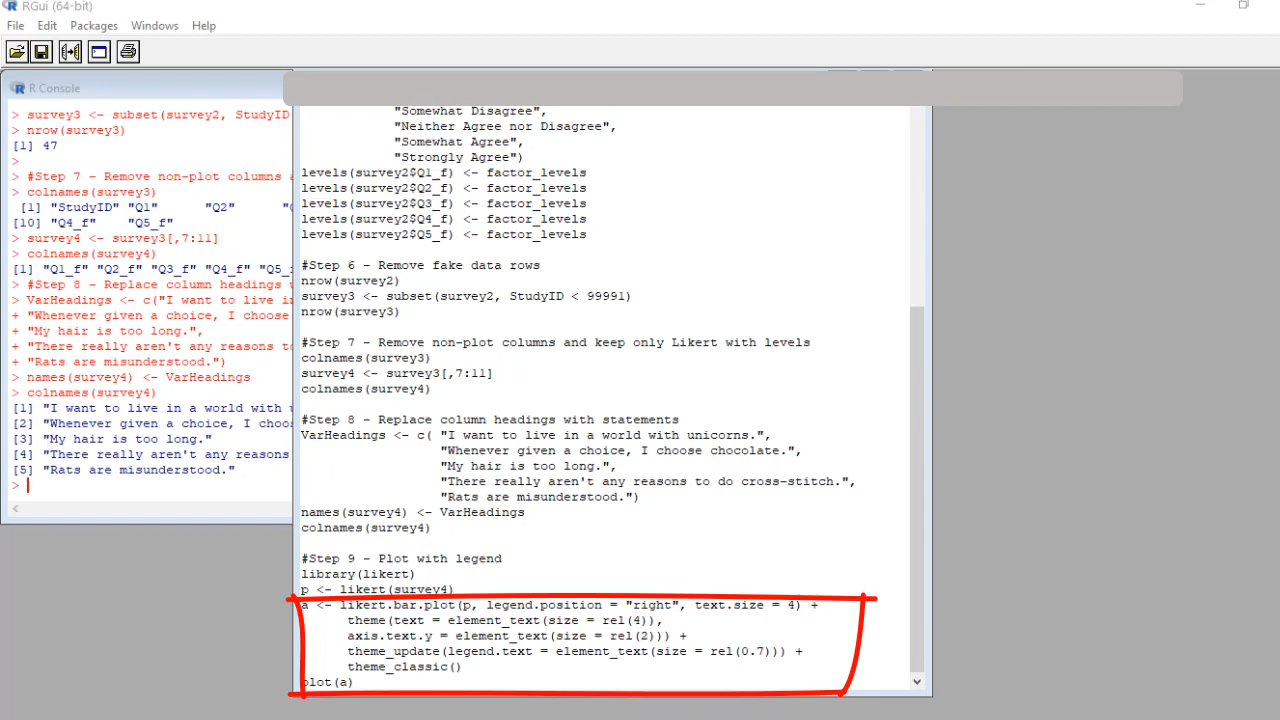 RGui (64-bit)
File Edit Packages Windows Help
R Console
> survey3 <- subset(survey2, StudyID
> nrow(survey3)
[1] 47
>
> #Step 7 - Remove non-plot columns
> colnames(survey3)
[1] "StudyID" "Q1" "Q2"
[10] "Q4_f" "Q5_f"
> survey4 <- survey3[,7:11]
> colnames(survey4)
[1] "Q1_f" "Q2_f" "Q3_f" "Q4_f" "Q5_f
> #Step 8 - Replace column headings
> VarHeadings <- c("I want to live in
+ "Whenever given a choice, I choose
+ "My hair is too long.",
+ "There really aren't any reasons to
+ "Rats are misunderstood.")
> names(survey4) <- VarHeadings
> colnames(survey4)
[1] "I want to live in a world with
[2] "Whenever given a choice, I choo
[3] "My hair is too long."
[4] "There really aren't any reasons
[5] "Rats are misunderstood."
>
"Somewhat Disagree",
"Neither Agree nor Disagree",
"Somewhat Agree",
"Strongly Agree")
levels(survey2$Q1_f) <- factor_levels
levels(survey2$Q2_f) <- factor_levels
levels(survey2$Q3_f) <- factor_levels
levels(survey2$Q4_f) <- factor_levels
levels(survey2$Q5_f) <- factor_levels
#Step 6 - Remove fake data rows
nrow(survey2)
survey3 <- subset(survey2, StudyID < 99991)
nrow(survey3)
#Step 7 - Remove non-plot columns and keep only Likert with levels
colnames(survey3)
survey4 <- survey3[,7:11]
colnames(survey4)
#Step 8 - Replace column headings with statements
VarHeadings <- c( "I want to live in a world with unicorns.",
"Whenever given a choice, I choose chocolate.",
"My hair is too long.",
"There really aren't any reasons to do cross-stitch.",
"Rats are misunderstood.")
names(survey4) <- VarHeadings
colnames(survey4)
#Step 9 - Plot with legend
library(likert)
p <- likert(survey4)
a <- likert.bar.plot(p, legend.position = "right", text.size = 4) +
theme(text = element_text(size = rel(4)),
axis.text.y = element_text(size = rel(2))) +
theme_update(legend.text = element_text(size = rel(0.7))) +
theme_classic()
plot(a)